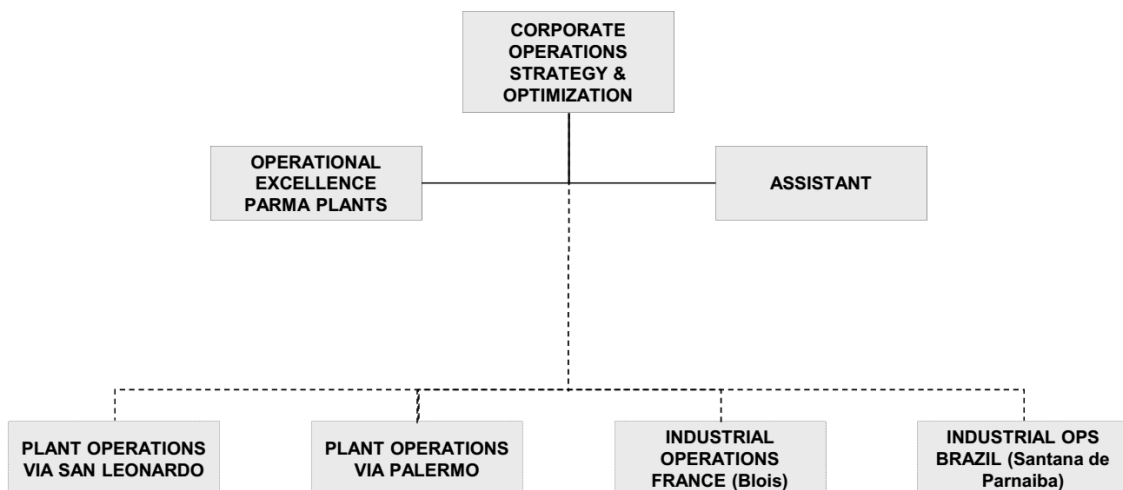 CORPORATE
OPERATIONS
STRATEGY &
OPTIMIZATION
OPERATIONAL
EXCELLENCE
PARMA PLANTS
ASSISTANT
PLANT OPERATIONS
VIA SAN LEONARDO
PLANT OPERATIONS
VIA PALERMO
INDUSTRIAL
OPERATIONS
FRANCE (Blois)
INDUSTRIAL OPS
BRAZIL (Santana de
Parnaiba)